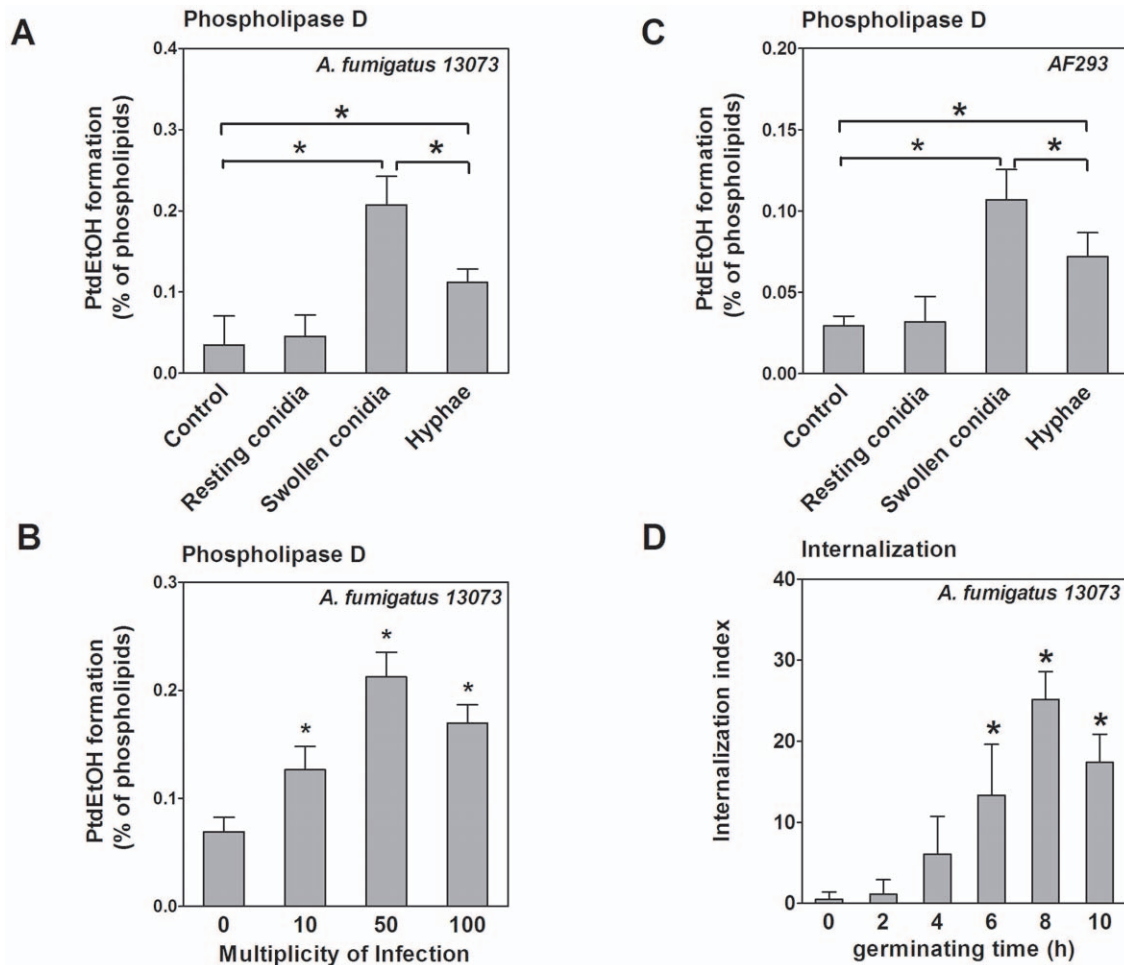 A
Phospholipase D
A. fumigatus 13073
PtdEtOH formation
(% of phospholipids)
0.4
0.3
0.2
0.1
0.0
*
*
*
Control
Resting conidia
Swollen conidia
Hyphae
C
Phospholipase D
AF293
PtdEtOH formation
(% of phospholipids)
0.20
0.15
0.10
0.05
0.00
*
*
*
Control
Resting conidia
Swollen conidia
Hyphae
B
Phospholipase D
A. fumigatus 13073
PtdEtOH formation
(% of phospholipids)
0.3
0.2
0.1
0.0
*
*
*
0 10 50 100
Multiplicity of Infection
D
Internalization
A. fumigatus 13073
Internalization index
40
30
20
10
0
*
*
*
0 2 4 6 8 10
germinating time (h)